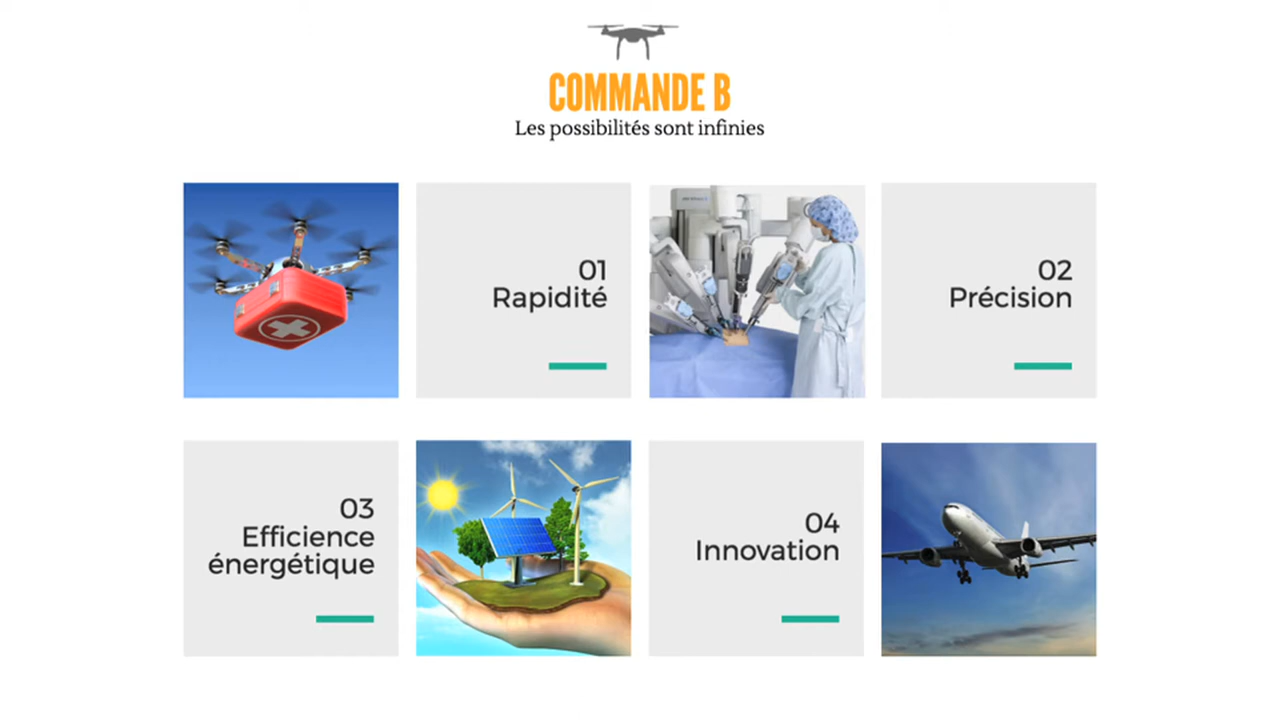 COMMANDE B
Les possibilités sont infinies
01
Rapidité
02
Précision
03
Efficience
énergétique
04
Innovation